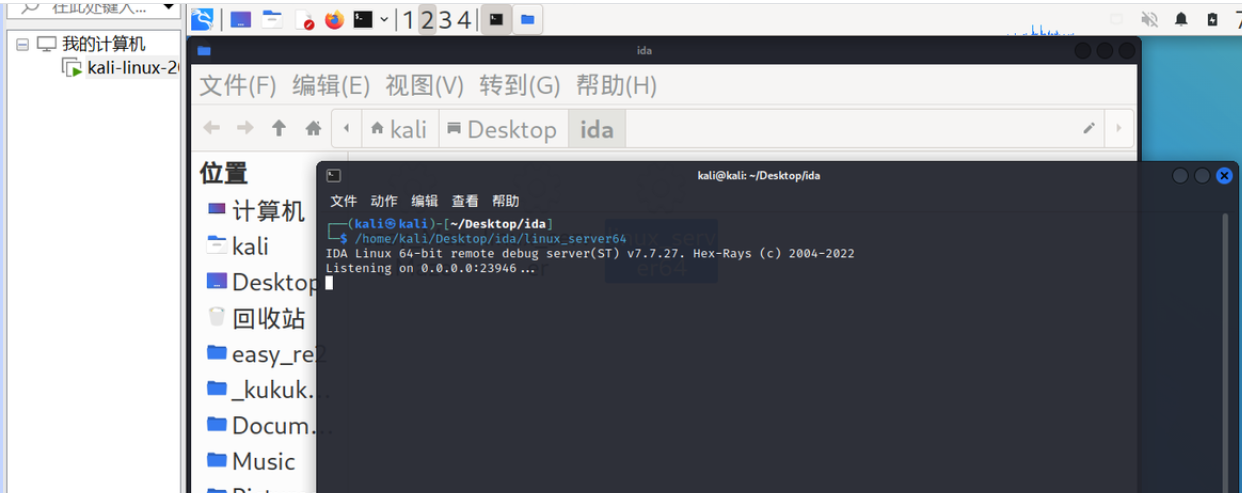 在此处键入...
1 2 3 4
我的计算机
kali-linux-20
ida
文件(F) 编辑(E) 视图(V) 转到(G) 帮助(H)
kali Desktop ida
位置
计算机
kali
Desktop
回收站
easy_re2
_kukuk...
Docum...
Music
kali@kali: ~/Desktop/ida
文件 动作 编辑 查看 帮助
(kali㉿kali)-[~/Desktop/ida]
$ /home/kali/Desktop/ida/linux_server64
IDA Linux 64-bit remote debug server(ST) v7.7.27. Hex-Rays (c) 2004-2022
Listening on 0.0.0.0:23946...